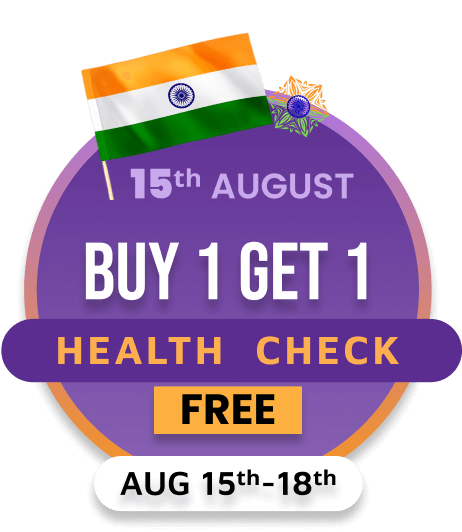 15th AUGUST
BUY 1 GET 1
HEALTH CHECK
FREE
AUG 15th-18th